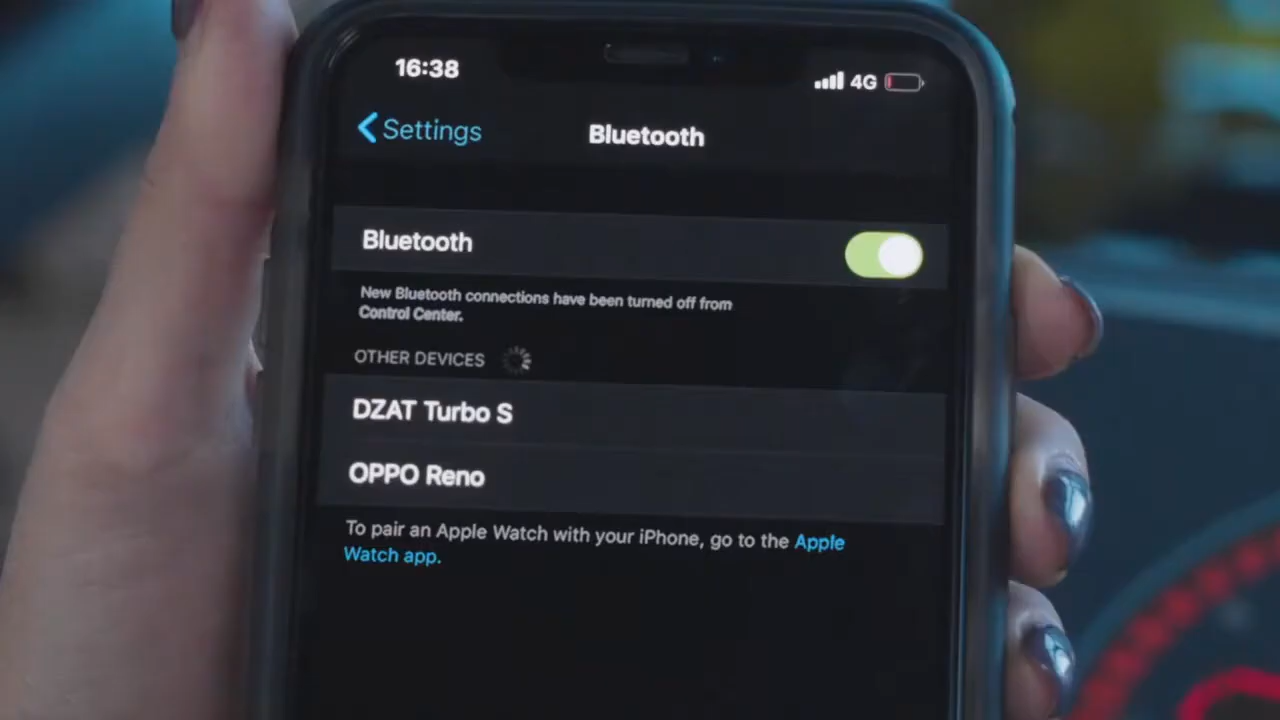 16:38
4G
Settings
Bluetooth
Bluetooth
New Bluetooth connections have been turned off from
Control Center.
OTHER DEVICES
DZAT Turbo S
OPPO Reno
To pair an Apple Watch with your iPhone, go to the Apple
Watch app.